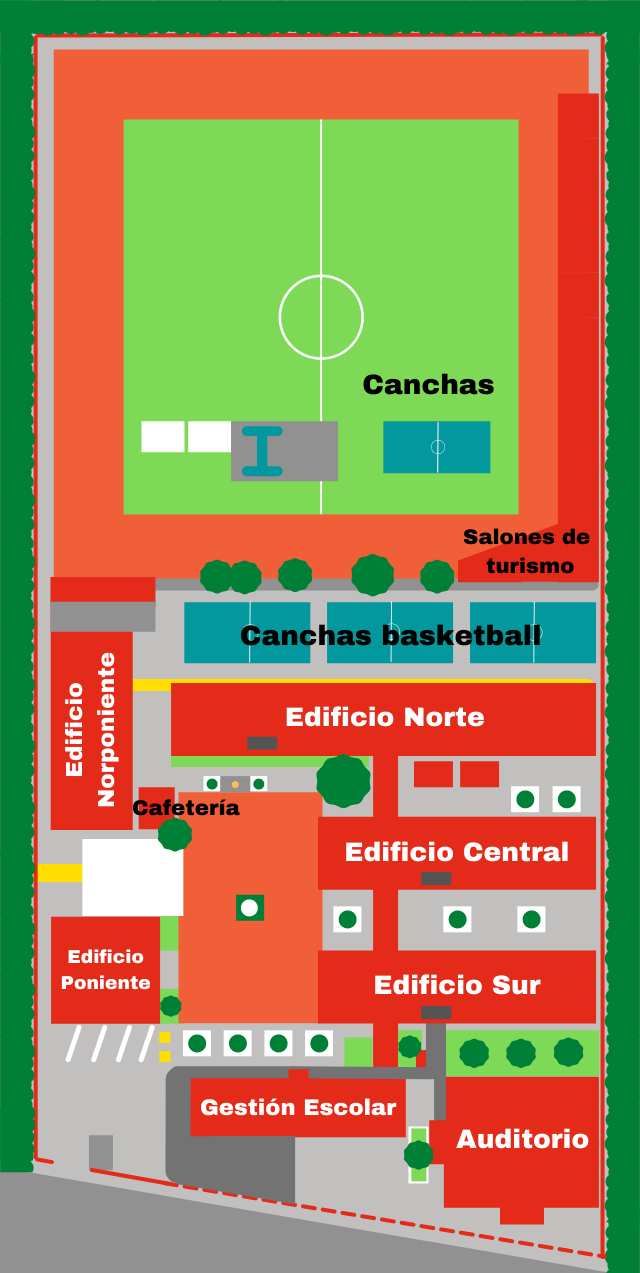 Canchas
Salones de
turismo
Canchas basketball
Edificio
Norponiente
Edificio Norte
Cafetería
Edificio Central
Edificio
Poniente
Edificio Sur
Gestión Escolar
Auditorio